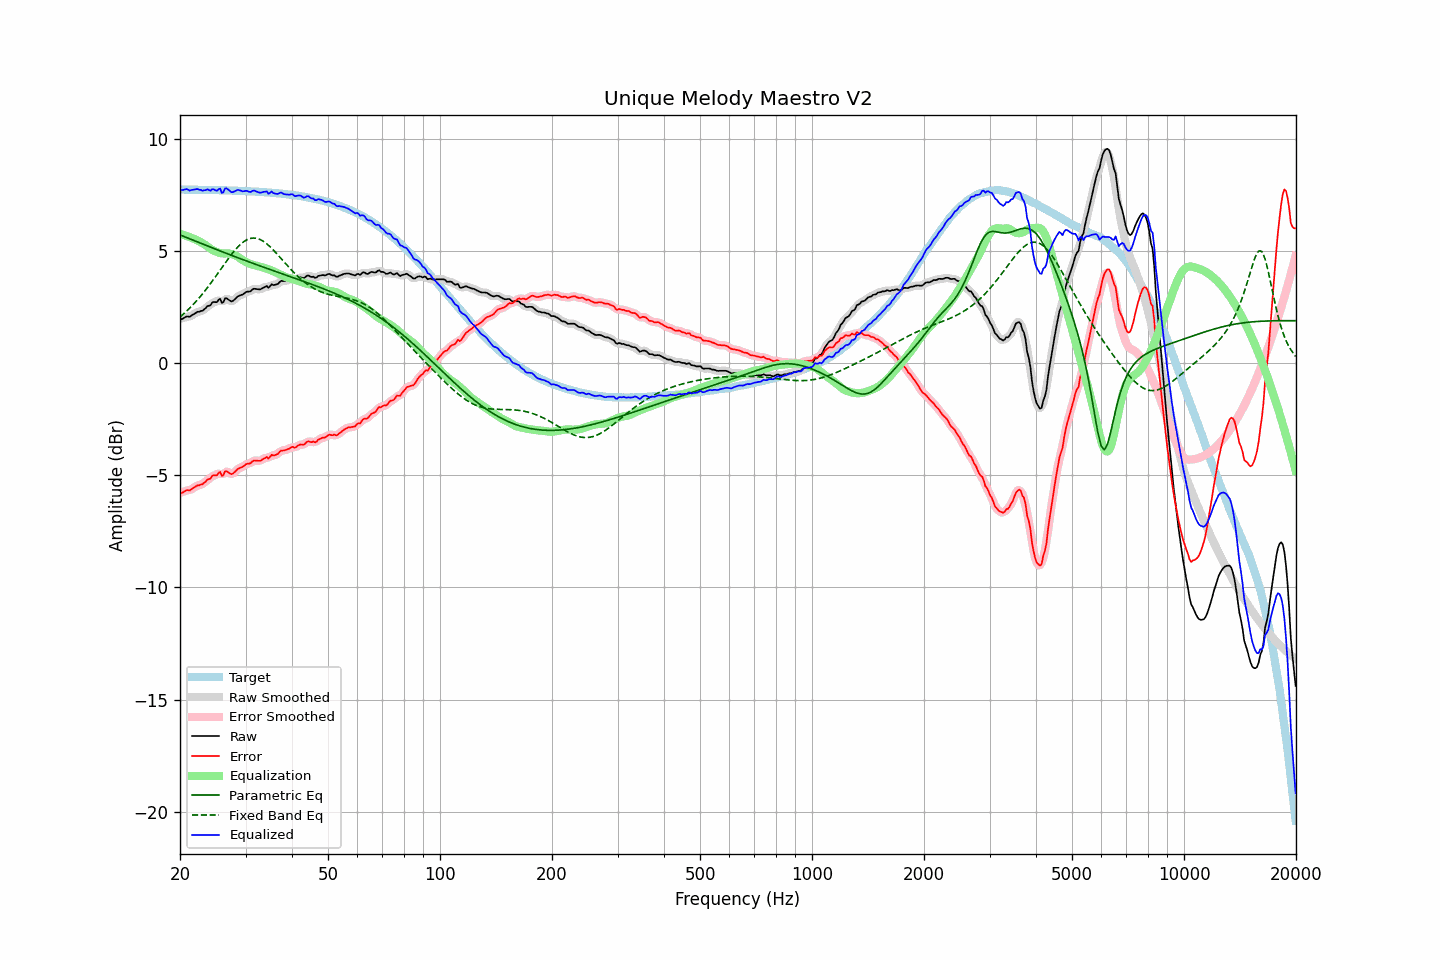 Unique Melody Maestro V2
10
5
0
−5
−10
−15
−20
Amplitude (dBr)
Target
Raw Smoothed
Error Smoothed
Raw
Error
Equalization
Parametric Eq
Fixed Band Eq
Equalized
20 50 100 200 500 1000 2000 5000 10000 20000
Frequency (Hz)